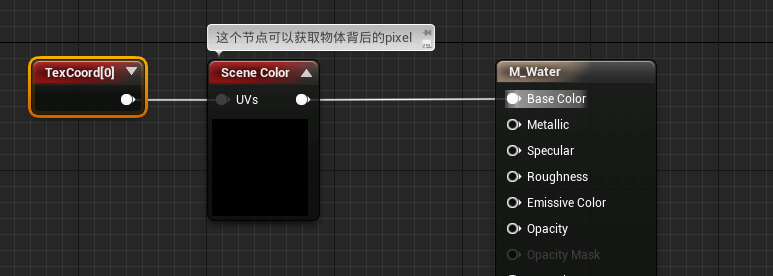 这个节点可以获取物体背后的pixel
TexCoord[0]
Scene Color
M_Water
UVs
Base Color
Metallic
Specular
Roughness
Emissive Color
Opacity
Opacity Mask